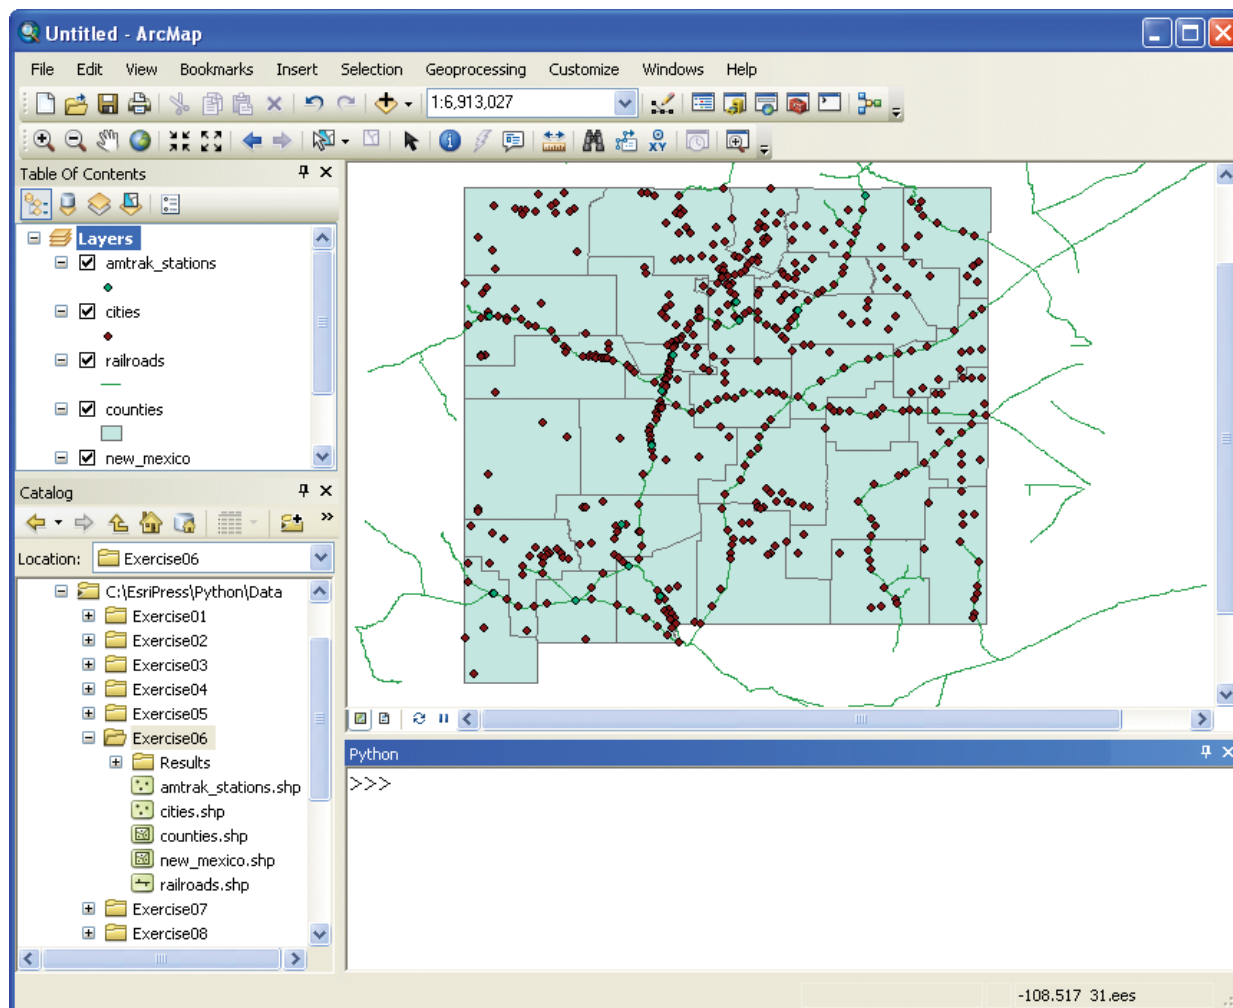 Untitled - ArcMap
File Edit View Bookmarks Insert Selection Geoprocessing Customize Windows Help
1:6,913,027
XY
Table Of Contents
Layers
amtrak_stations
cities
railroads
counties
new_mexico
Catalog
Location: Exercise06
C:\EsriPress\Python\Data
Exercise01
Exercise02
Exercise03
Exercise04
Exercise05
Exercise06
Results
amtrak_stations.shp
cities.shp
counties.shp
new_mexico.shp
railroads.shp
Exercise07
Exercise08
Python
>>>
-108.517 31.ees